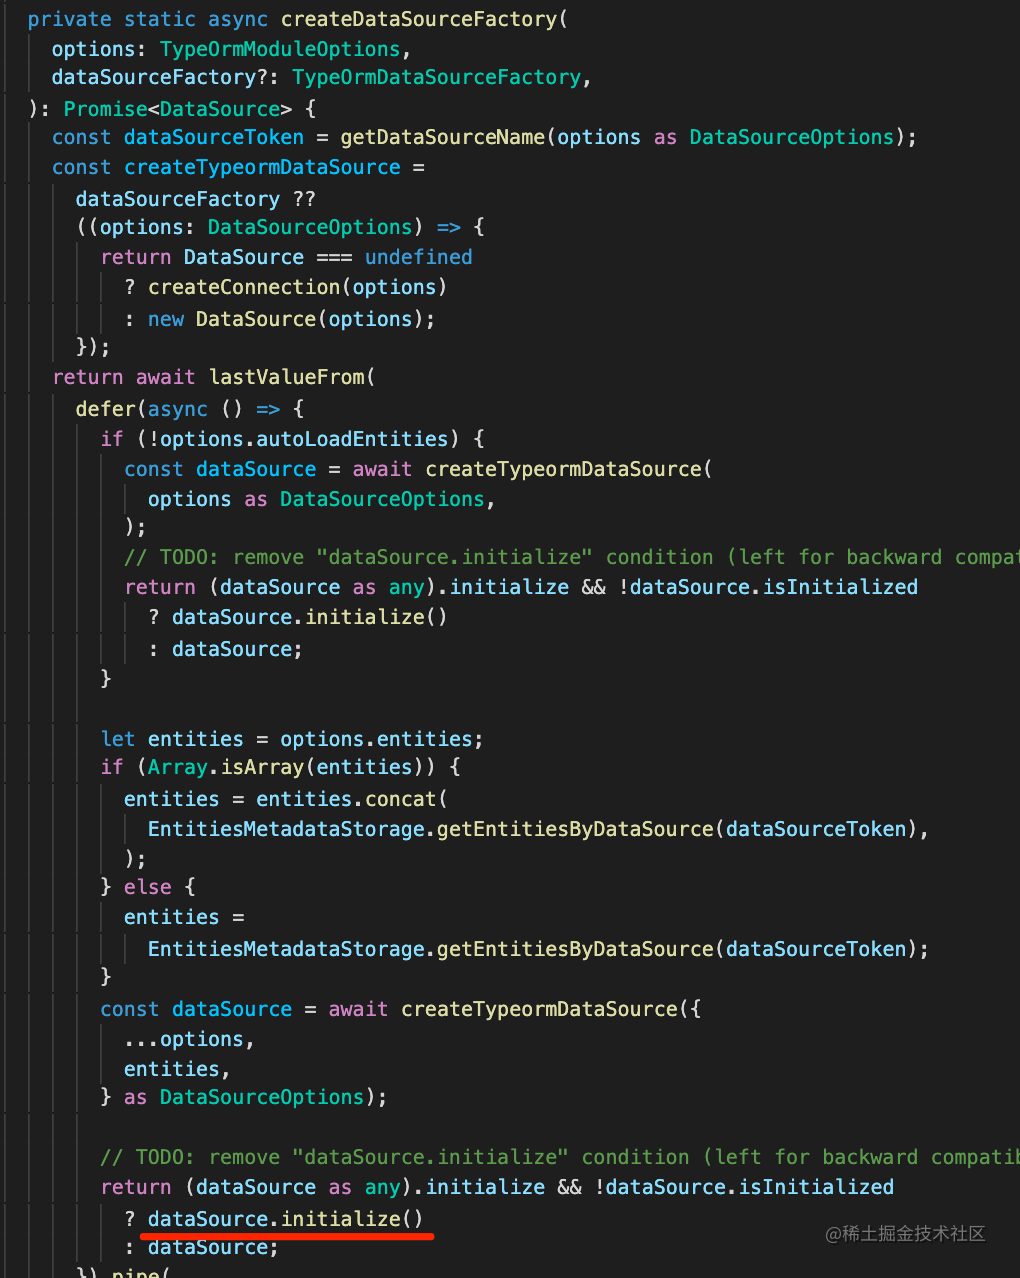 private static async createDataSourceFactory(
options: TypeOrmModuleOptions,
dataSourceFactory?: TypeOrmDataSourceFactory,
): Promise<DataSource> {
const dataSourceToken = getDataSourceName(options as DataSourceOptions);
const createTypeormDataSource =
dataSourceFactory ??
((options: DataSourceOptions) => {
return DataSource === undefined
? createConnection(options)
: new DataSource(options);
});
return await lastValueFrom(
defer(async () => {
if (!options.autoLoadEntities) {
const dataSource = await createTypeormDataSource(
options as DataSourceOptions,
);
// TODO: remove "dataSource.initialize" condition (left for backward compat
return (dataSource as any).initialize && !dataSource.isInitialized
? dataSource.initialize()
: dataSource;
}
let entities = options.entities;
if (Array.isArray(entities)) {
entities = entities.concat(
EntitiesMetadataStorage.getEntitiesByDataSource(dataSourceToken),
);
} else {
entities =
EntitiesMetadataStorage.getEntitiesByDataSource(dataSourceToken);
}
const dataSource = await createTypeormDataSource({
...options,
entities,
} as DataSourceOptions);
// TODO: remove "dataSource.initialize" condition (left for backward compatib
return (dataSource as any).initialize && !dataSource.isInitialized
? dataSource.initialize()
: dataSource;
}).pipe(
@稀土掘金技术社区